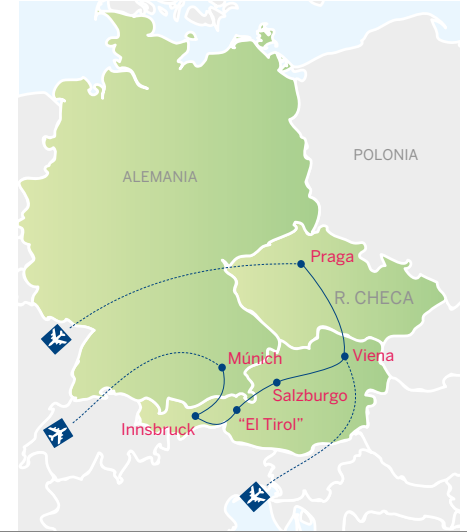 POLONIA
ALEMANIA
Praga
R. CHECA
Múnich
Viena
Salzburgo
Innsbruck
“El Tirol”